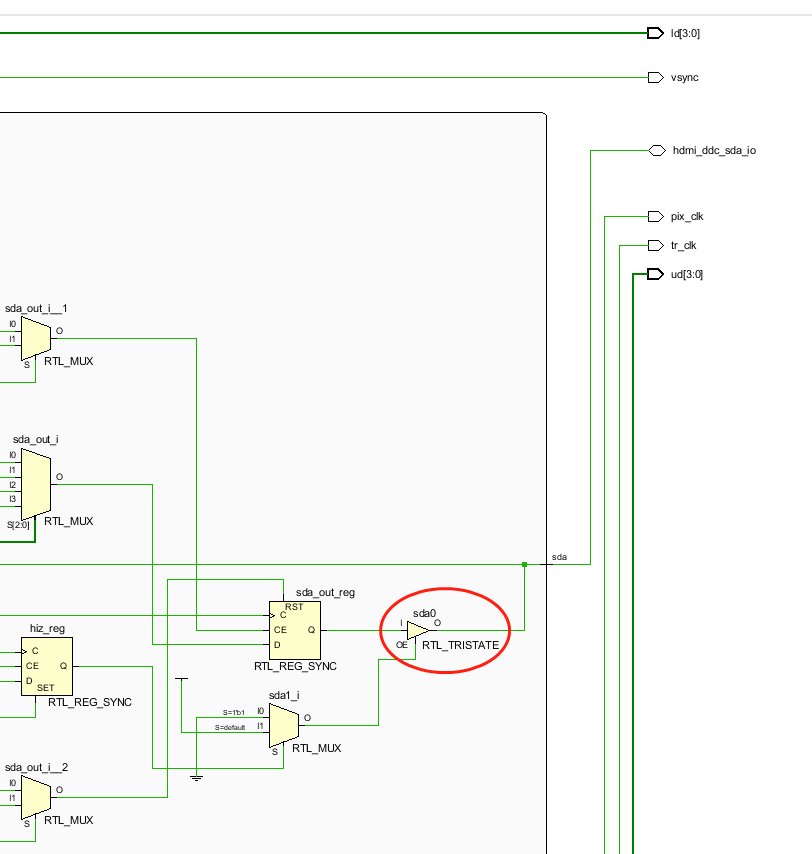 ld[3:0]
vsync
hdmi_ddc_sda_io
pix_clk
tr_clk
ud[3:0]
sda_out_i__1
I0
I1
O
S
RTL_MUX
sda_out_i
I0
I1
I2
I3
O
S[2:0]
RTL_MUX
sda
sda_out_reg
RST
C
CE
D
Q
RTL_REG_SYNC
sda0
I
O
OE
RTL_TRISTATE
hiz_reg
C
CE
D
SET
Q
RTL_REG_SYNC
sda1_i
S=1'b1
I0
S=default
I1
O
S
RTL_MUX
sda_out_i__2
I0
I1
O
S
RTL_MUX